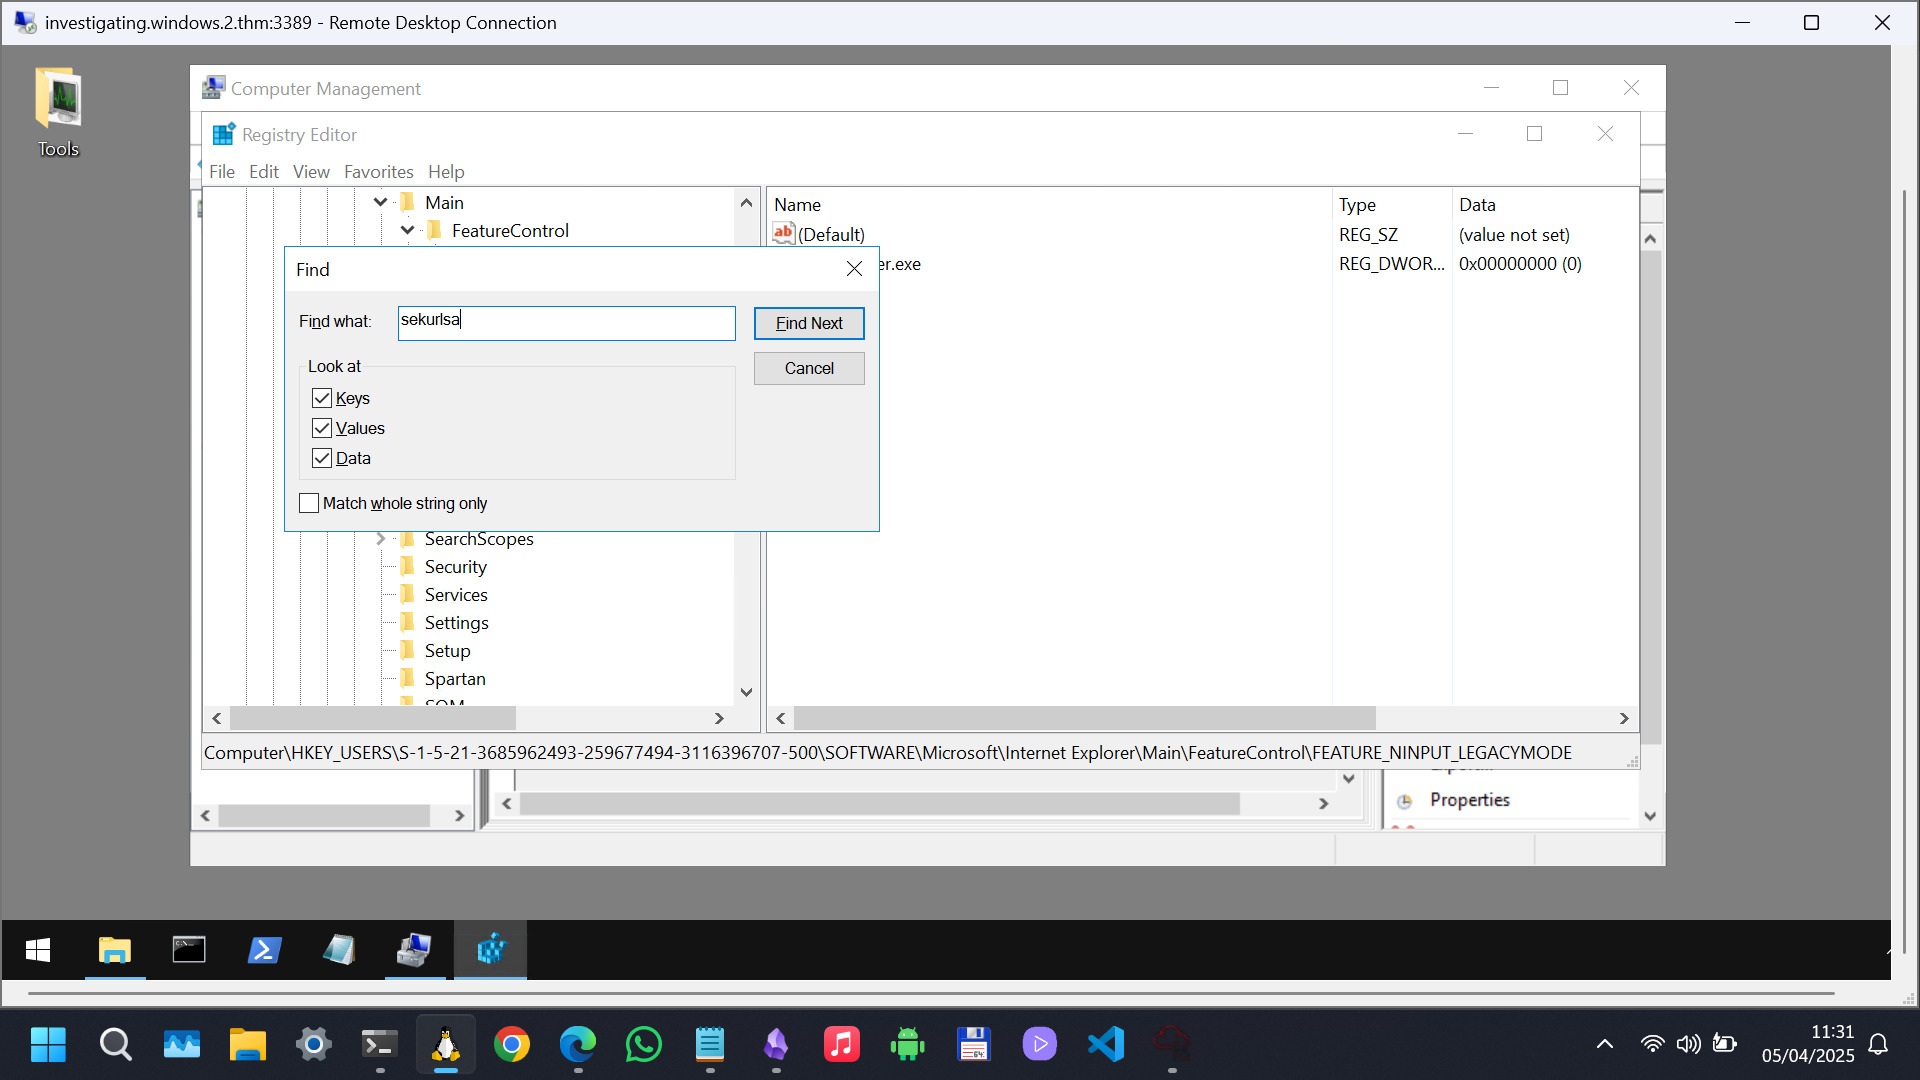 investigating.windows.2.thm:3389 - Remote Desktop Connection
Tools
Computer Management
Registry Editor
File Edit View Favorites Help
Main
FeatureControl
Name Type Data
(Default) REG_SZ (value not set)
er.exe REG_DWOR... 0x00000000 (0)
Find
Find what: sekurlsa Find Next
Cancel
Look at
Keys
Values
Data
Match whole string only
SearchScopes
Security
Services
Settings
Setup
Spartan
SQM
Computer\HKEY_USERS\S-1-5-21-3685962493-259677494-3116396707-500\SOFTWARE\Microsoft\Internet Explorer\Main\FeatureControl\FEATURE_NINPUT_LEGACYMODE
Properties
11:31
05/04/2025